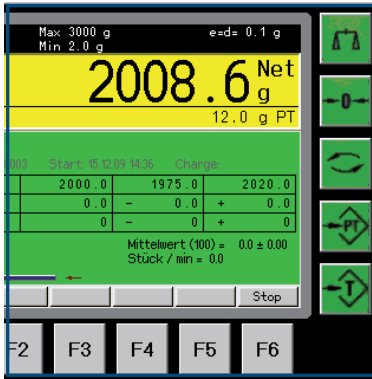 Max 3000 g e=d= 0.1 g
Min 2.0 g
2008.6 Net g
12.0 g PT
0003 Start: 15.12.09 14:36 Charge:
2000.0 1975.0 2020.0
0.0 - 0.0 + 0.0
0 - 0 + 0
Mittelwert (100) = 0.0 ± 0.00
Stück / min = 0.0
Stop
→0←
PT
T
F2 F3 F4 F5 F6